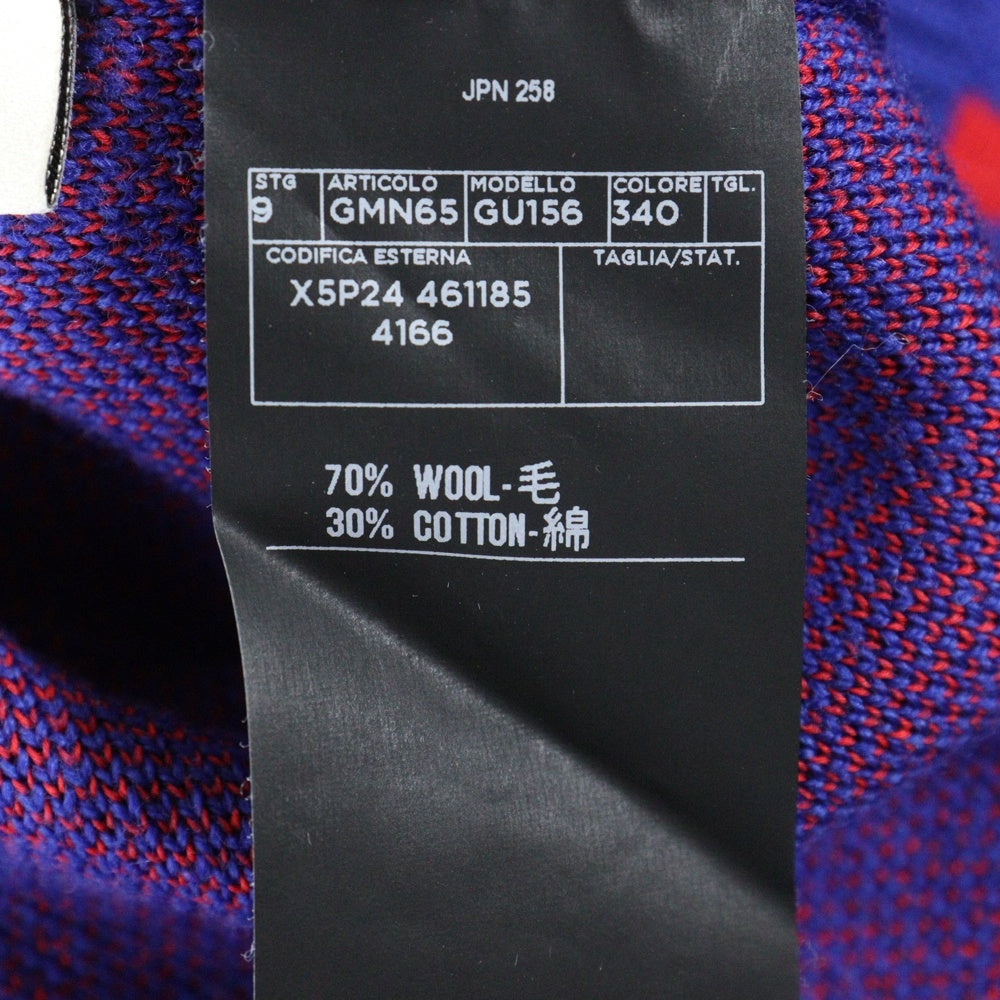 JPN 258
STG ARTICOLO MODELLO COLORE TGL.
9 GMN65 GU156 340
CODIFICA ESTERNA TAGLIA/STAT.
X5P24 461185
4166
70% WOOL-毛
30% COTTON-綿